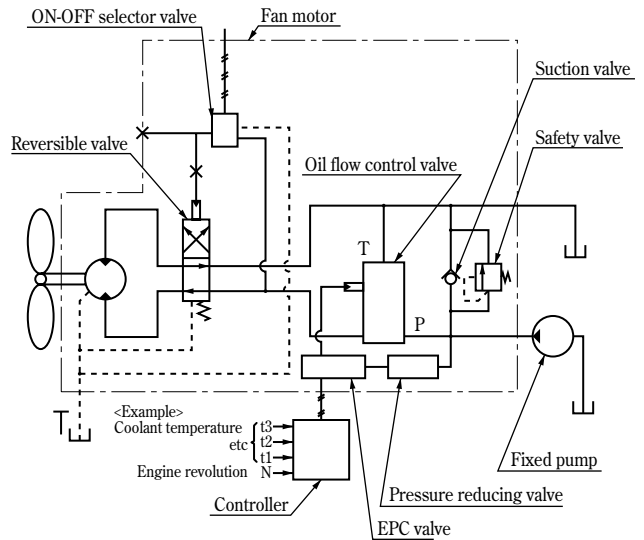 ON-OFF selector valve
Fan motor
Suction valve
Safety valve
Reversible valve
Oil flow control valve
T
P
T
<Example>
Coolant temperature
etc
t3
t2
t1
Engine revolution
N
Controller
EPC valve
Pressure reducing valve
Fixed pump